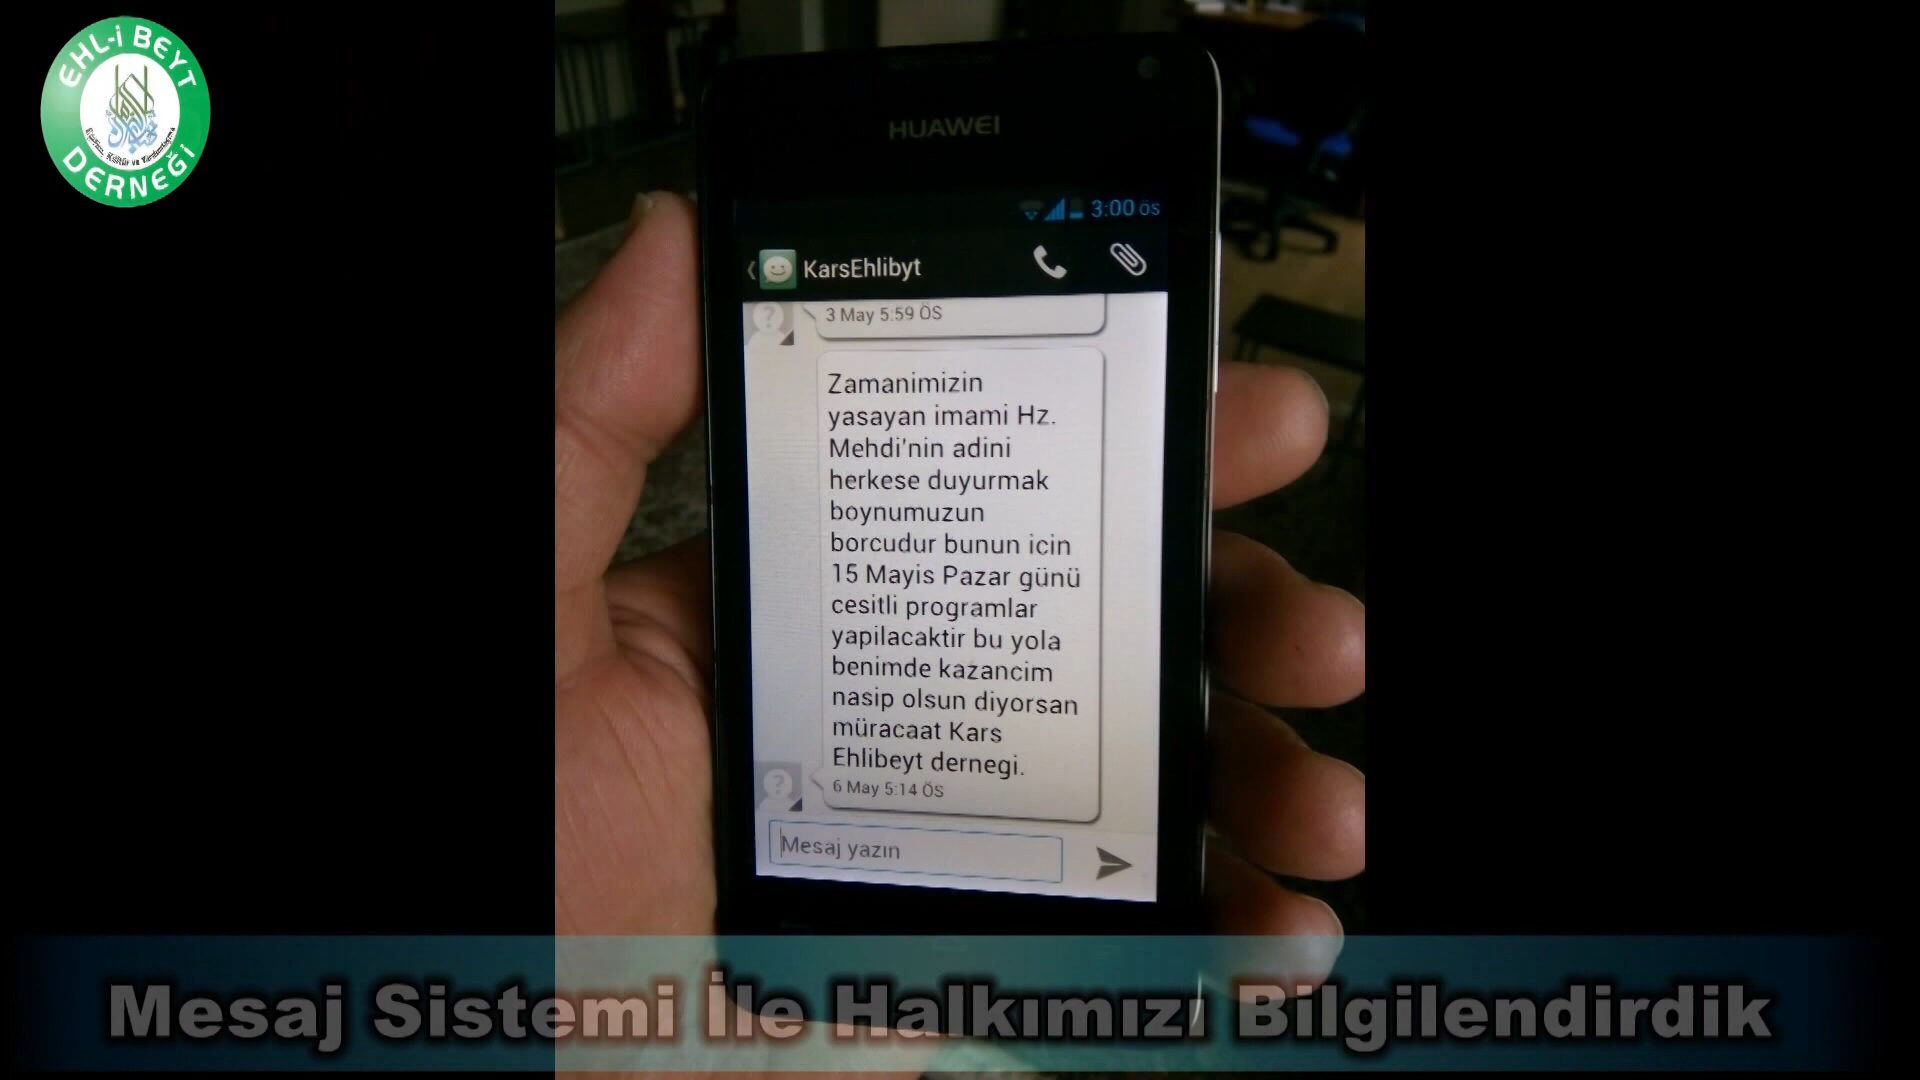 EHL-İ BEYT
DERNEĞİ
HUAWEI
3:00 ÖS
KarsEhlibyt
3 May 5:59 ÖS
Zamanimizin
yasayan imami Hz.
Mehdi'nin adini
herkese duyurmak
boynumuzun
borcudur bunun icin
15 Mayis Pazar günü
cesitli programlar
yapilacaktir bu yola
benimde kazancim
nasip olsun diyorsan
müracaat Kars
Ehlibeyt dernegi.
6 May 5:14 ÖS
Mesaj yazın
Mesaj Sistemi İle Halkımızı Bilgilendirdik